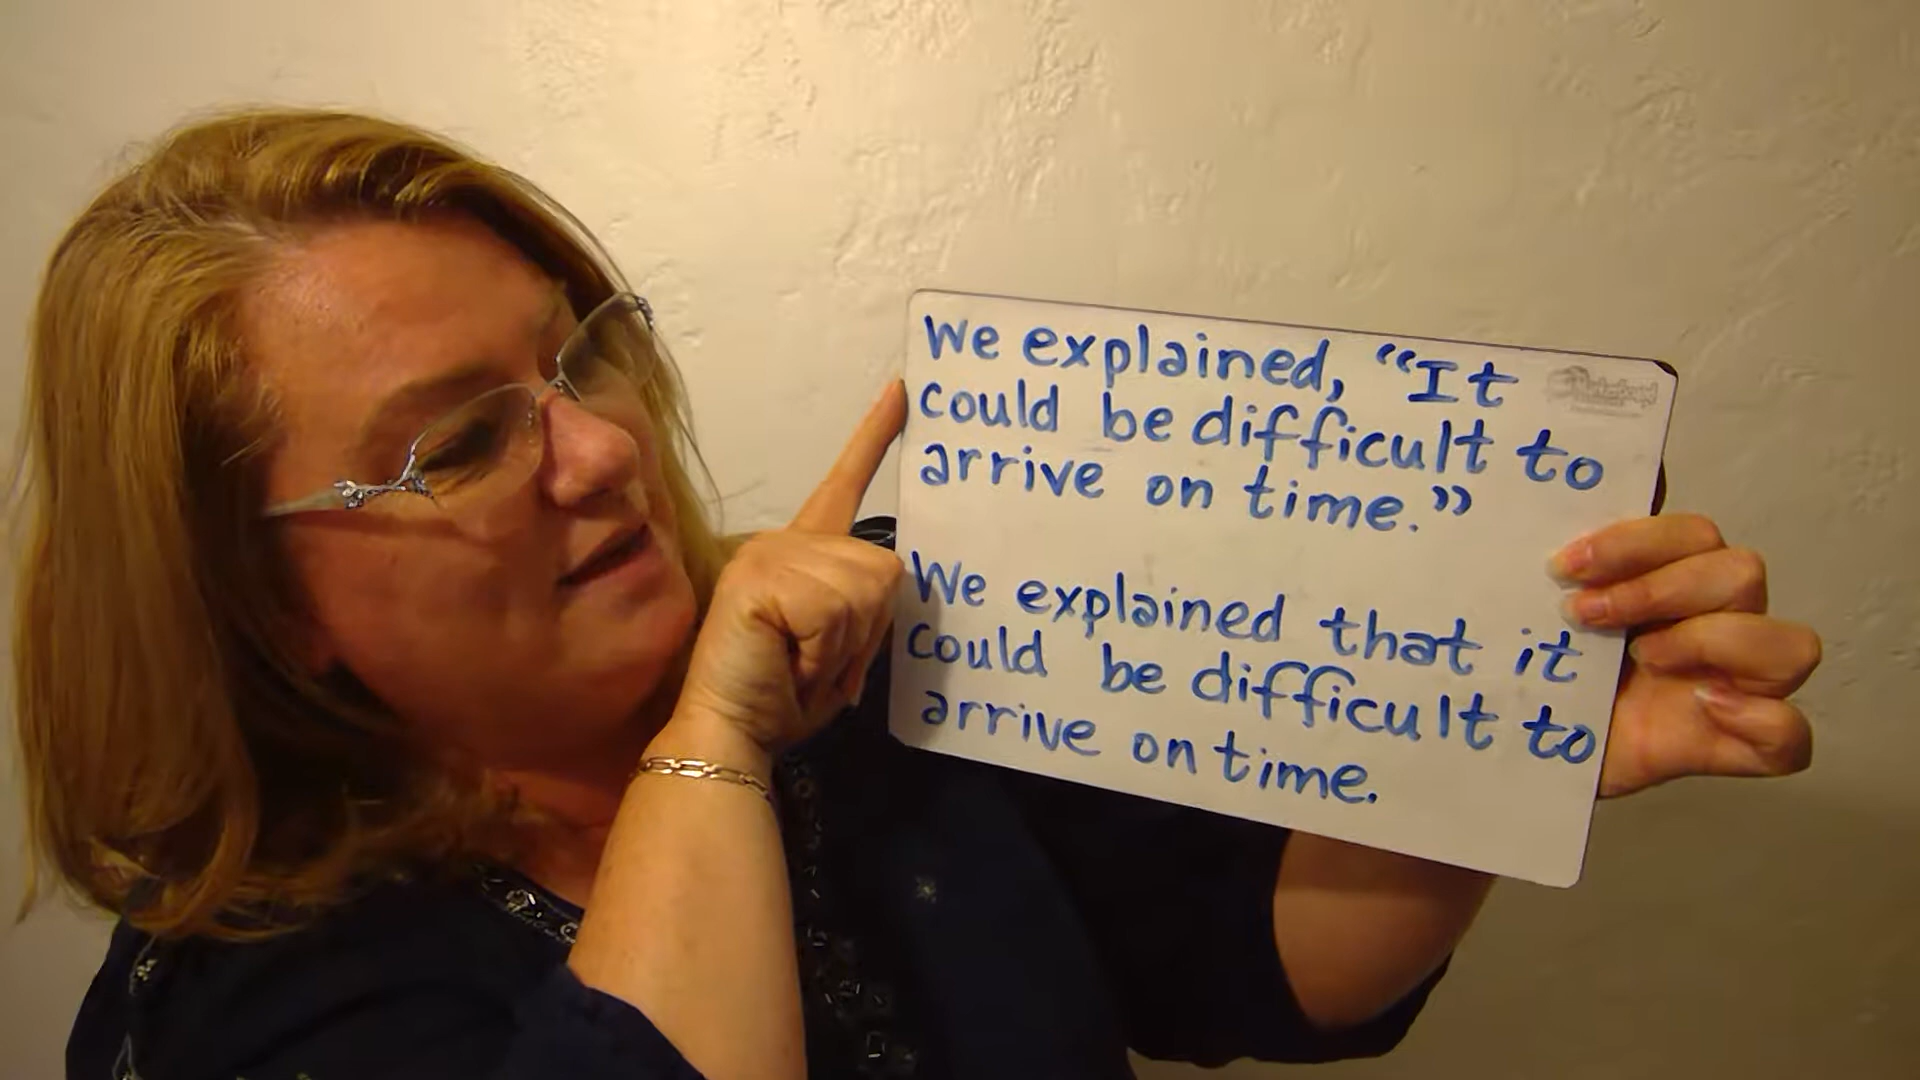 We explained, "It
could be difficult to
arrive on time."
We explained that it
could be difficult to
arrive on time.